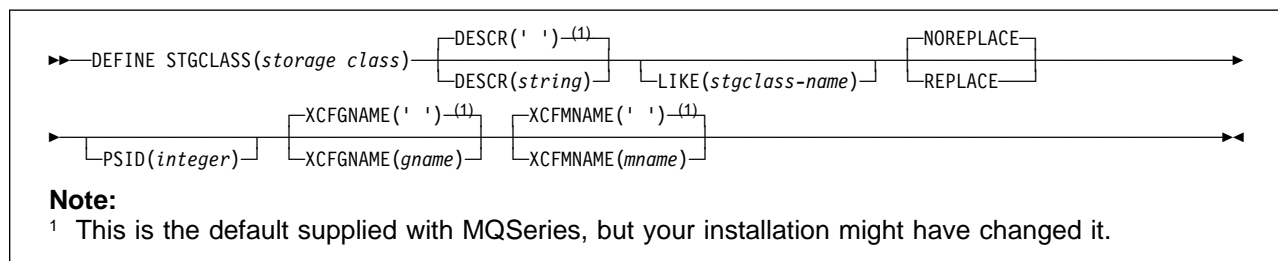 DESCR(' ') (1) NOREPLACE
DEFINE STGCLASS(storage class)
DESCR(string) LIKE(stgclass-name) REPLACE
XCFGNAME(' ') (1) XCFMNAME(' ') (1)
PSID(integer) XCFGNAME(gname) XCFMNAME(mname)
Note:
1 This is the default supplied with MQSeries, but your installation might have changed it.